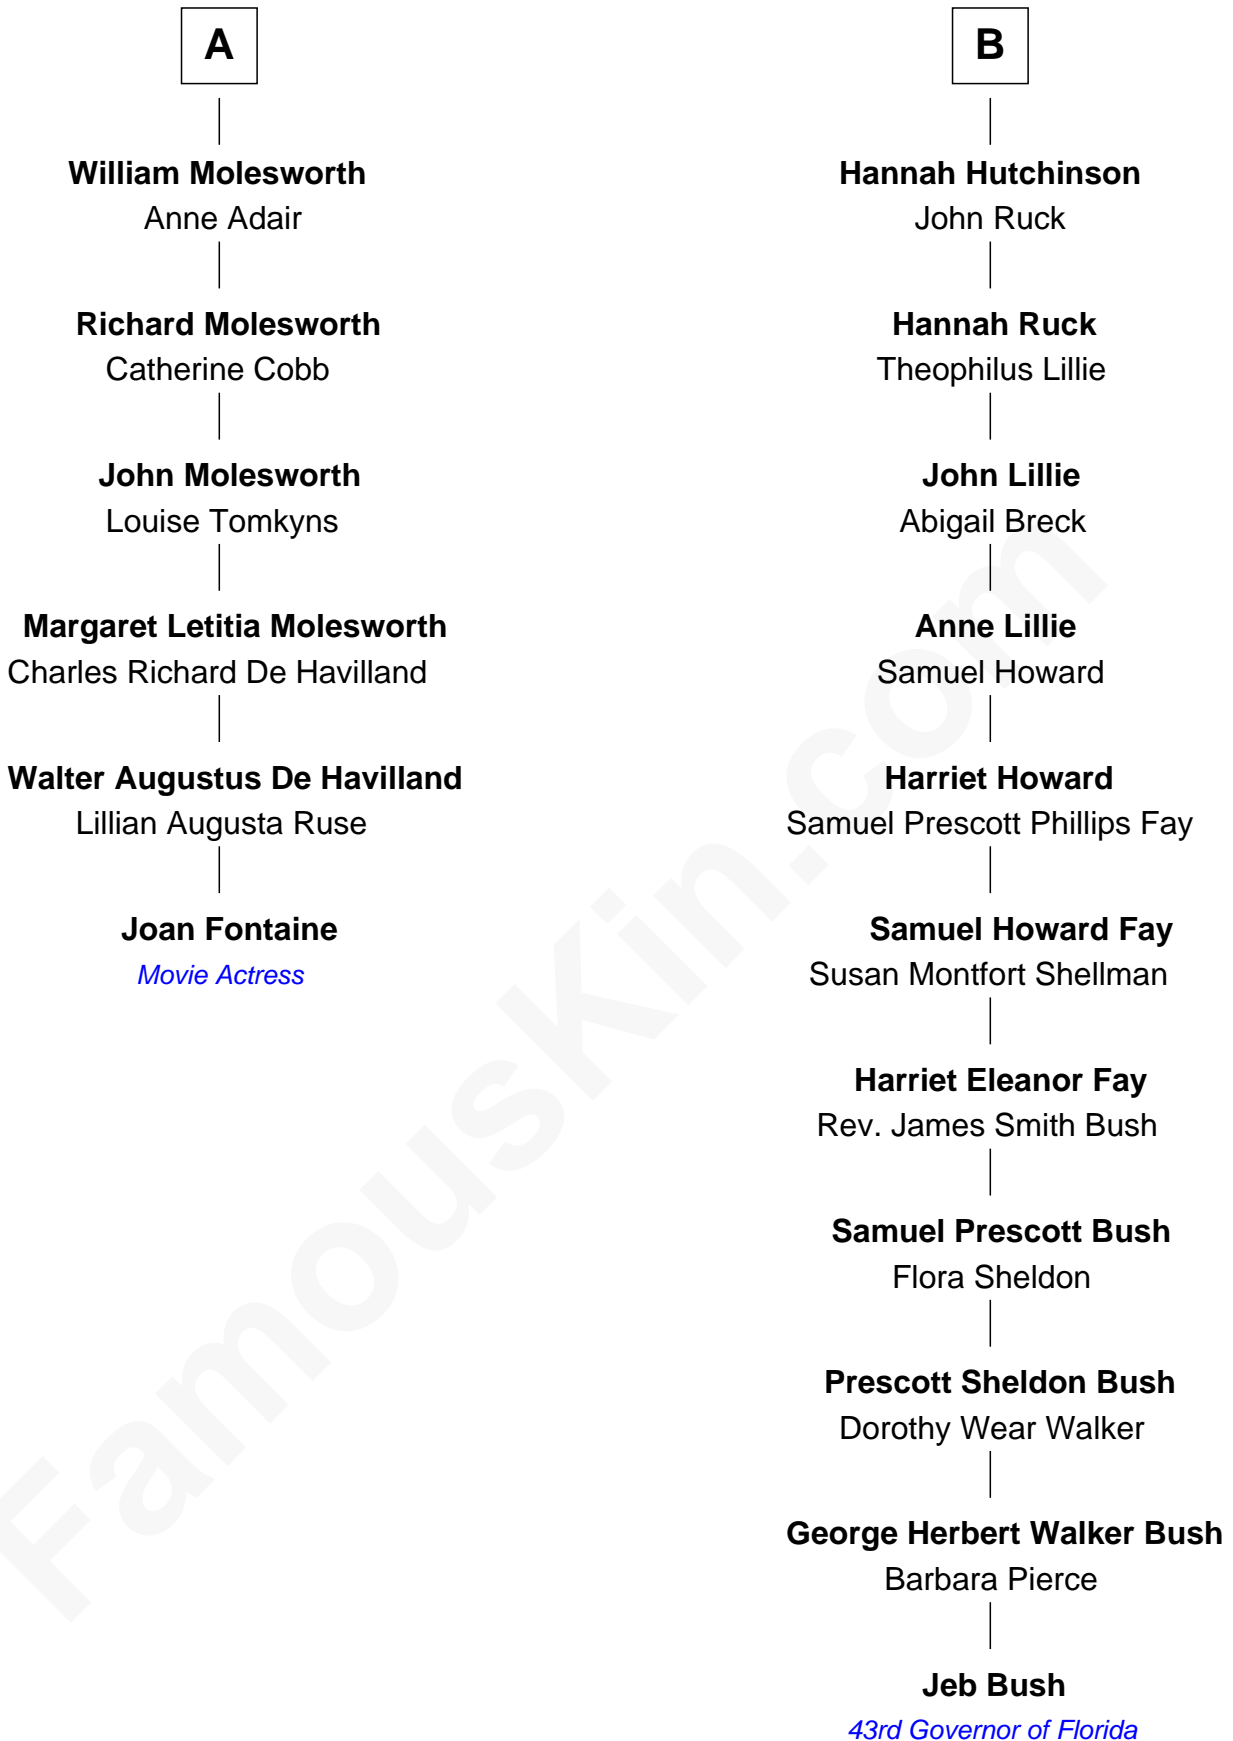 A
William Molesworth
Anne Adair
Richard Molesworth
Catherine Cobb
John Molesworth
Louise Tomkyns
Margaret Letitia Molesworth
Charles Richard De Havilland
Walter Augustus De Havilland
Lillian Augusta Ruse
Joan Fontaine
Movie Actress
B
Hannah Hutchinson
John Ruck
Hannah Ruck
Theophilus Lillie
John Lillie
Abigail Breck
Anne Lillie
Samuel Howard
Harriet Howard
Samuel Prescott Phillips Fay
Samuel Howard Fay
Susan Montfort Shellman
Harriet Eleanor Fay
Rev. James Smith Bush
Samuel Prescott Bush
Flora Sheldon
Prescott Sheldon Bush
Dorothy Wear Walker
George Herbert Walker Bush
Barbara Pierce
Jeb Bush
43rd Governor of Florida
FamousKin.com